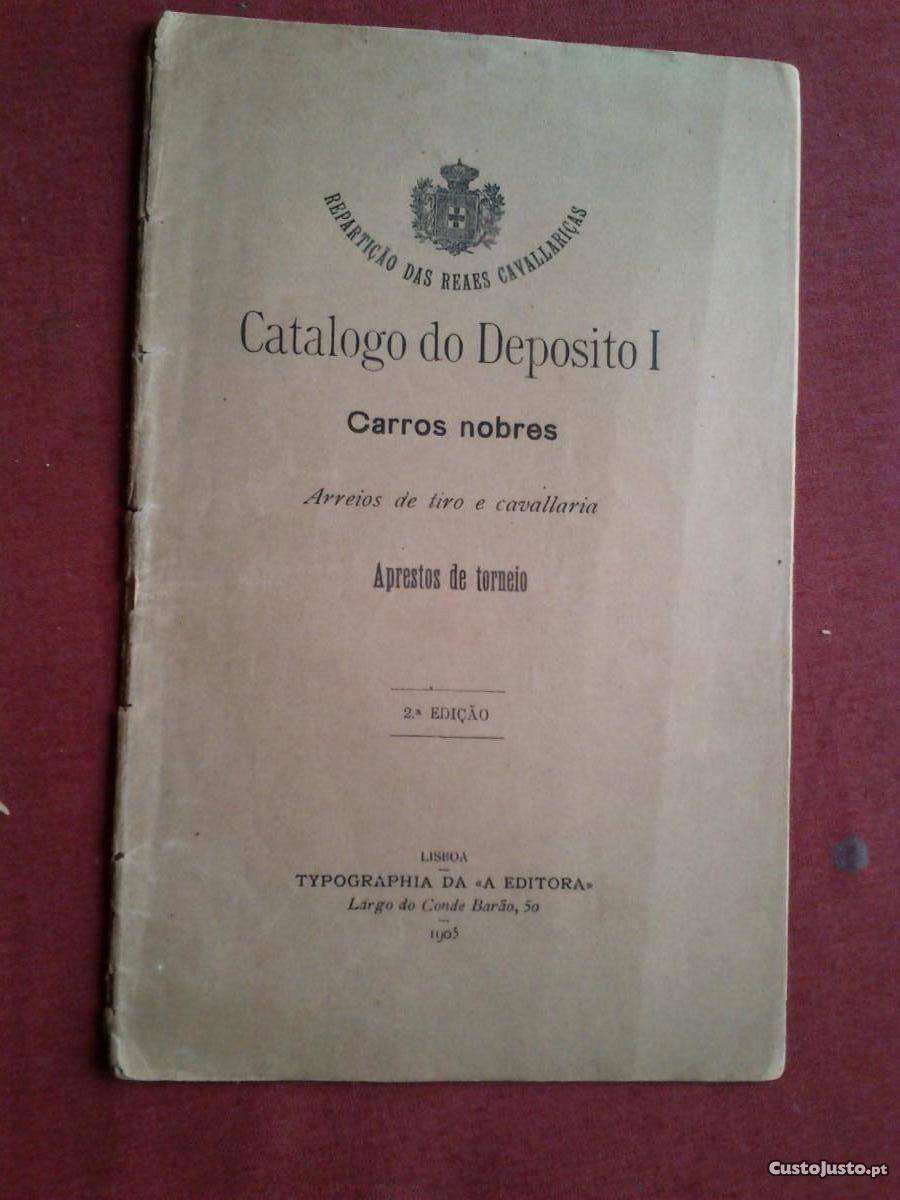 REPARTIÇÃO DAS REAES CAVALLARIÇAS
Catalogo do Deposito I
Carros nobres
Arreios de tiro e cavallaria
Aprestos de torneio
2.ª EDIÇÃO
LISBOA
TYPOGRAPHIA DA «A EDITORA»
Largo do Conde Barão, 50
1905
CustoJusto.pt